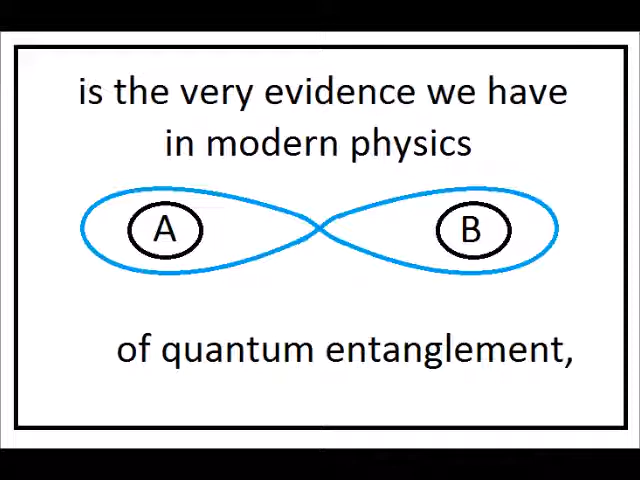 is the very evidence we have
in modern physics
A B
of quantum entanglement,